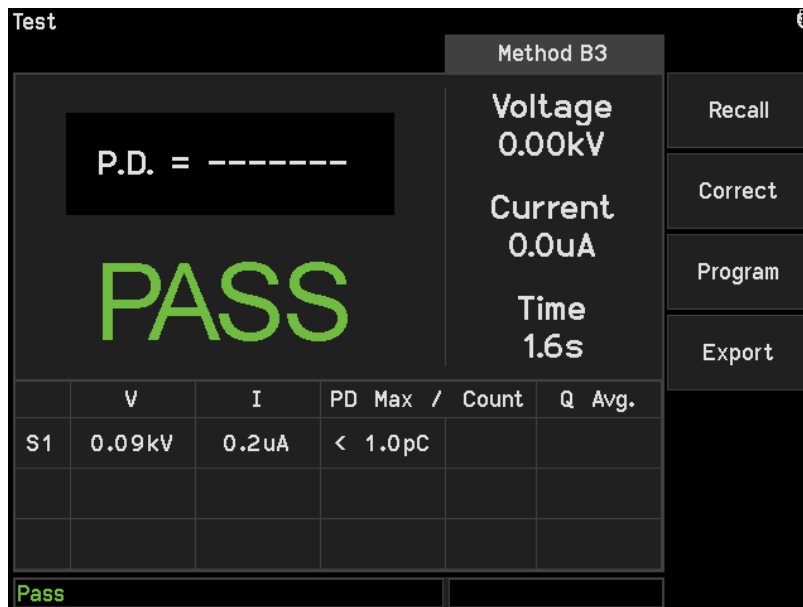 Test
Method B3
P.D. = -------
PASS
Voltage
0.00kV
Current
0.0uA
Time
1.6s
Recall
Correct
Program
Export
V I PD Max / Count Q Avg.
S1 0.09kV 0.2uA < 1.0pC
Pass